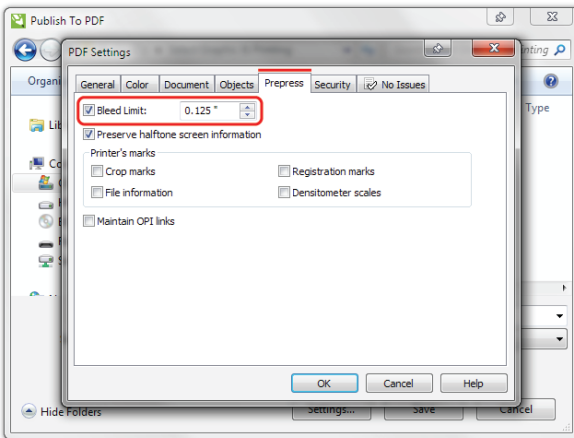 Publish To PDF
PDF Settings
inting
Organi
General Color Document Objects Prepress Security No Issues
Type
Bleed Limit: 0.125 "
Lib
Preserve halftone screen information
Printer's marks
Crop marks Registration marks
File information Densitometer scales
Maintain OPI links
OK Cancel Help
Hide Folders Settings... Save Cancel